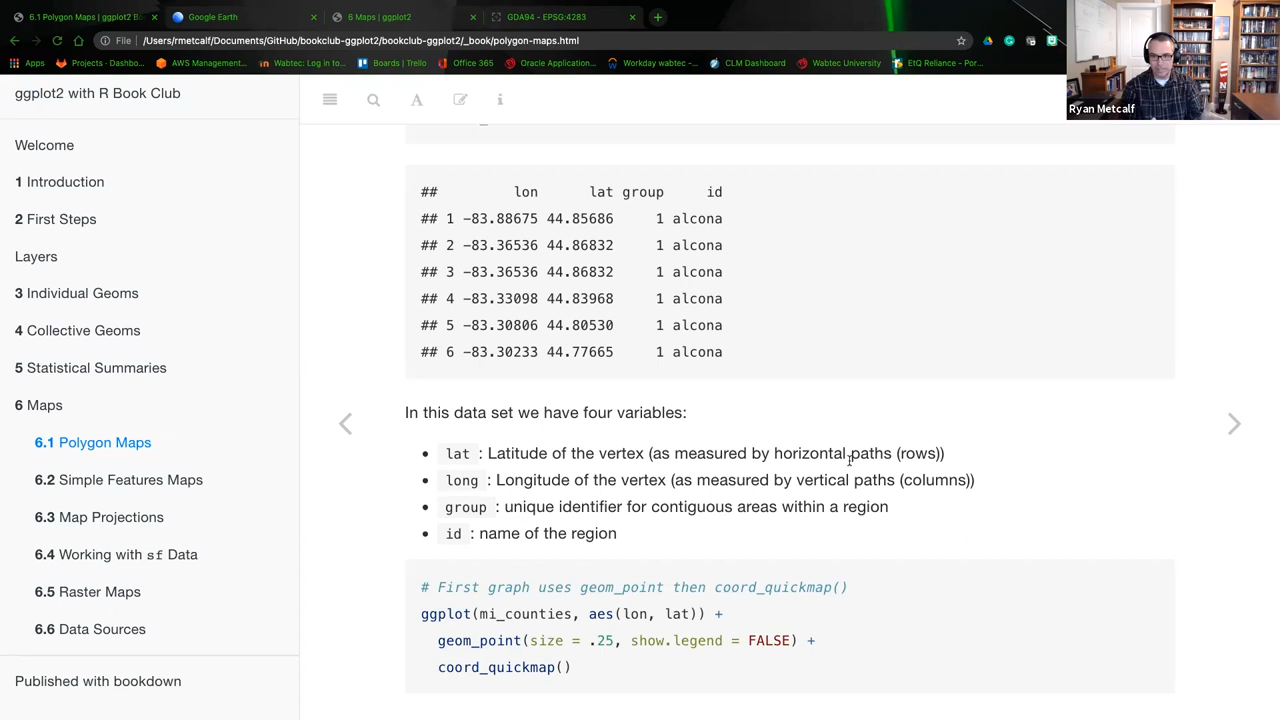 6.1 Polygon Maps | ggplot2 B
Google Earth
6 Maps | ggplot2
GDA94 - EPSG:4283
File /Users/rmetcalf/Documents/GitHub/bookclub-ggplot2/bookclub-ggplot2/_book/polygon-maps.html
Apps Projects · Dashbo... AWS Management... Wabtec: Log in to... Boards | Trello Office 365 Oracle Application... Workday wabtec -... CLM Dashboard Wabtec University EtQ Reliance - Por...
Ryan Metcalf
ggplot2 with R Book Club
Welcome
1 Introduction
2 First Steps
Layers
3 Individual Geoms
4 Collective Geoms
5 Statistical Summaries
6 Maps
6.1 Polygon Maps
6.2 Simple Features Maps
6.3 Map Projections
6.4 Working with sf Data
6.5 Raster Maps
6.6 Data Sources
Published with bookdown
## lon lat group id
## 1 -83.88675 44.85686 1 alcona
## 2 -83.36536 44.86832 1 alcona
## 3 -83.36536 44.86832 1 alcona
## 4 -83.33098 44.83968 1 alcona
## 5 -83.30806 44.80530 1 alcona
## 6 -83.30233 44.77665 1 alcona
In this data set we have four variables:
• lat : Latitude of the vertex (as measured by horizontal paths (rows))
• long : Longitude of the vertex (as measured by vertical paths (columns))
• group : unique identifier for contiguous areas within a region
• id : name of the region
# First graph uses geom_point then coord_quickmap()
ggplot(mi_counties, aes(lon, lat)) +
geom_point(size = .25, show.legend = FALSE) +
coord_quickmap()